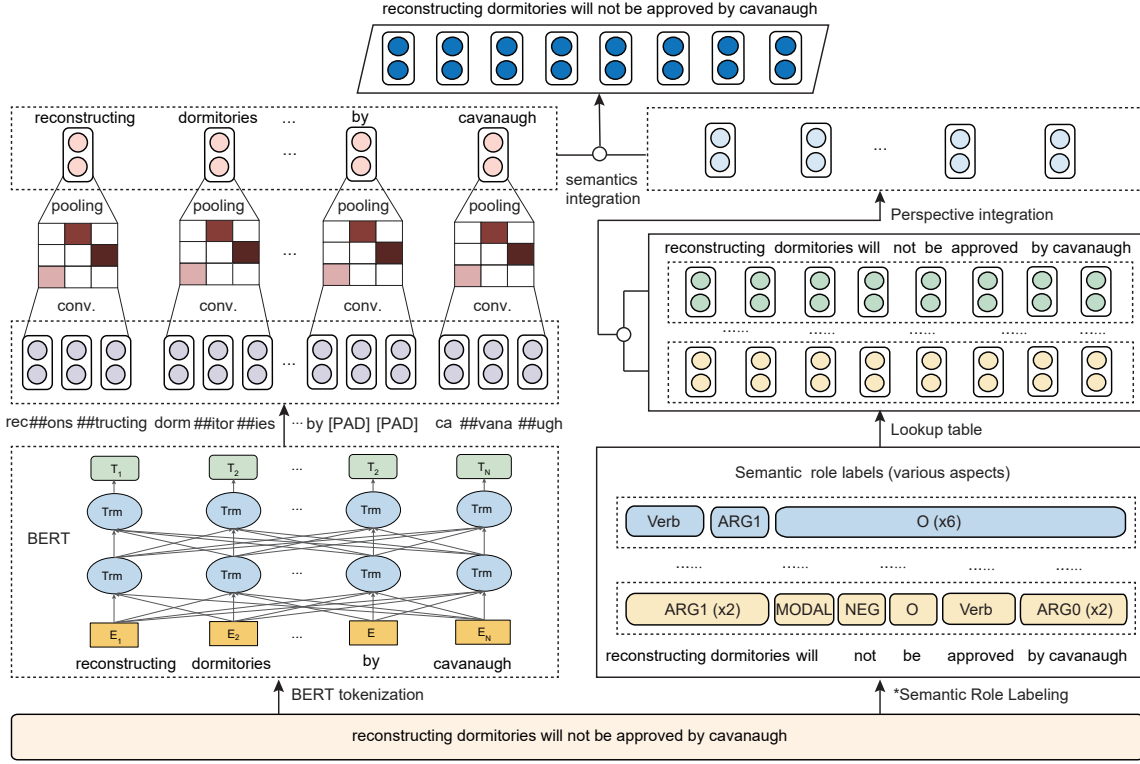 reconstructing dormitories will not be approved by cavanaugh
reconstructing dormitories ... by cavanaugh
...
...
semantics
integration
pooling pooling pooling pooling
...
conv. conv. conv. conv.
...
rec##ons ##tructing dorm ##itor ##ies ... by [PAD] [PAD] ca ##vana ##ugh
T1 T2 ... T2 TN
Trm Trm ... Trm Trm
BERT
Trm Trm ... Trm Trm
E1 E2 ... E EN
reconstructing dormitories by cavanaugh
BERT tokenization
Perspective integration
reconstructing dormitories will not be approved by cavanaugh
...... ...... ...... ...... ......
Lookup table
Semantic role labels (various aspects)
Verb ARG1 O (x6)
...... ...... ...... ...... ......
ARG1 (x2) MODAL NEG O Verb ARG0 (x2)
reconstructing dormitories will not be approved by cavanaugh
*Semantic Role Labeling
reconstructing dormitories will not be approved by cavanaugh